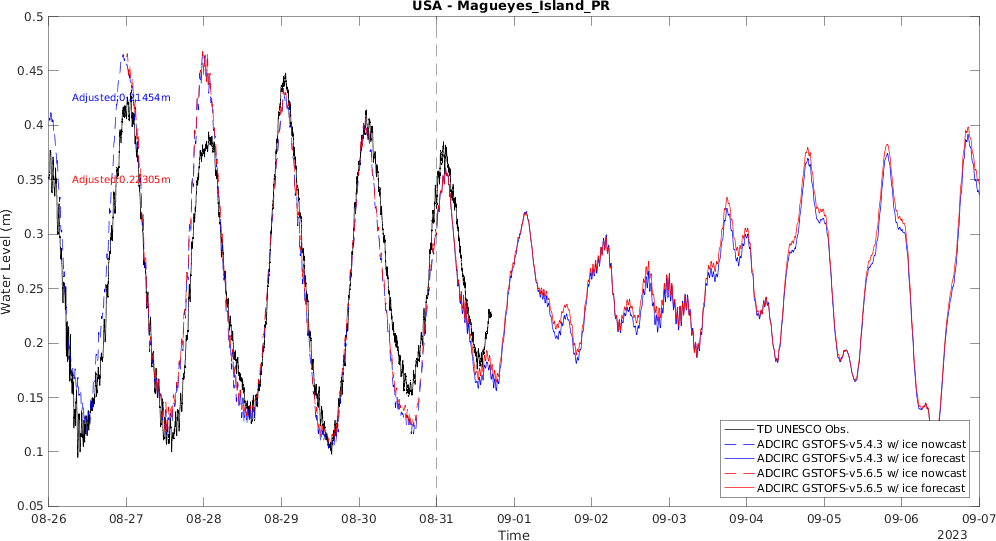 USA - Magueyes_Island_PR
0.5
0.45
0.4
0.35
0.3
0.25
0.2
0.15
0.1
0.05
Water Level (m)
Adjusted:0.21454m
Adjusted:0.22305m
TD UNESCO Obs.
ADCIRC GSTOFS-v5.4.3 w/ ice nowcast
ADCIRC GSTOFS-v5.4.3 w/ ice forecast
ADCIRC GSTOFS-v5.6.5 w/ ice nowcast
ADCIRC GSTOFS-v5.6.5 w/ ice forecast
08-26 08-27 08-28 08-29 08-30 08-31 09-01 09-02 09-03 09-04 09-05 09-06 09-07
Time
2023